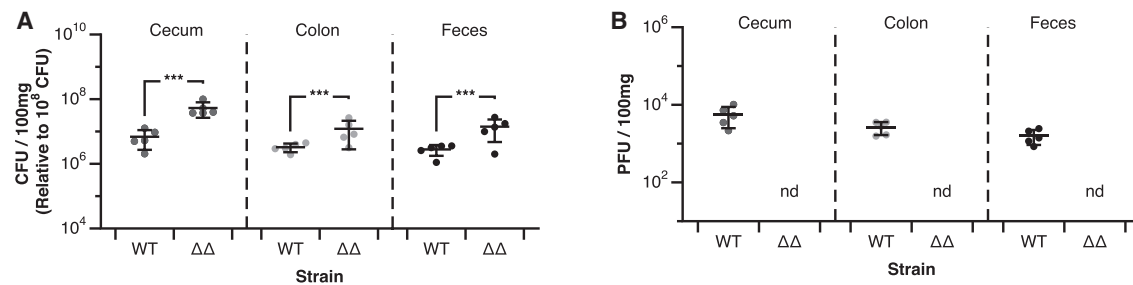 A
Cecum
Colon
Feces
10^10
10^8
10^6
10^4
CFU / 100mg
(Relative to 10^8 CFU)
***
***
***
WT
ΔΔ
WT
ΔΔ
WT
ΔΔ
Strain
B
Cecum
Colon
Feces
10^6
10^4
10^2
PFU / 100mg
nd
nd
nd
WT
ΔΔ
WT
ΔΔ
WT
ΔΔ
Strain